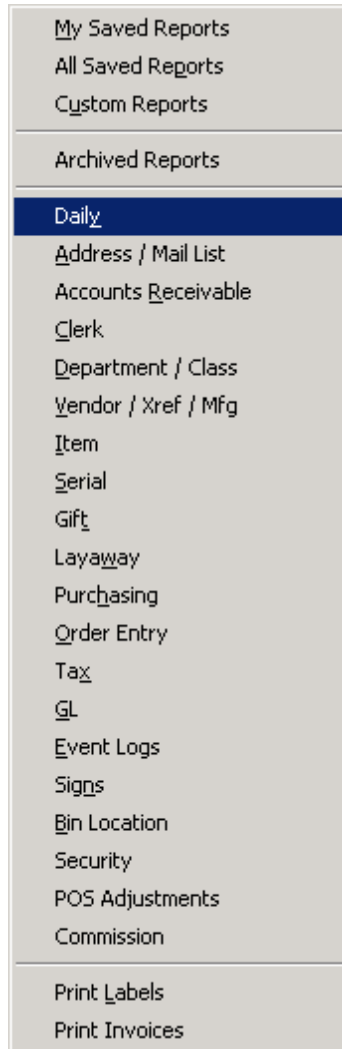 My Saved Reports
All Saved Reports
Custom Reports
Archived Reports
Daily
Address / Mail List
Accounts Receivable
Clerk
Department / Class
Vendor / Xref / Mfg
Item
Serial
Gift
Layaway
Purchasing
Order Entry
Tax
GL
Event Logs
Signs
Bin Location
Security
POS Adjustments
Commission
Print Labels
Print Invoices